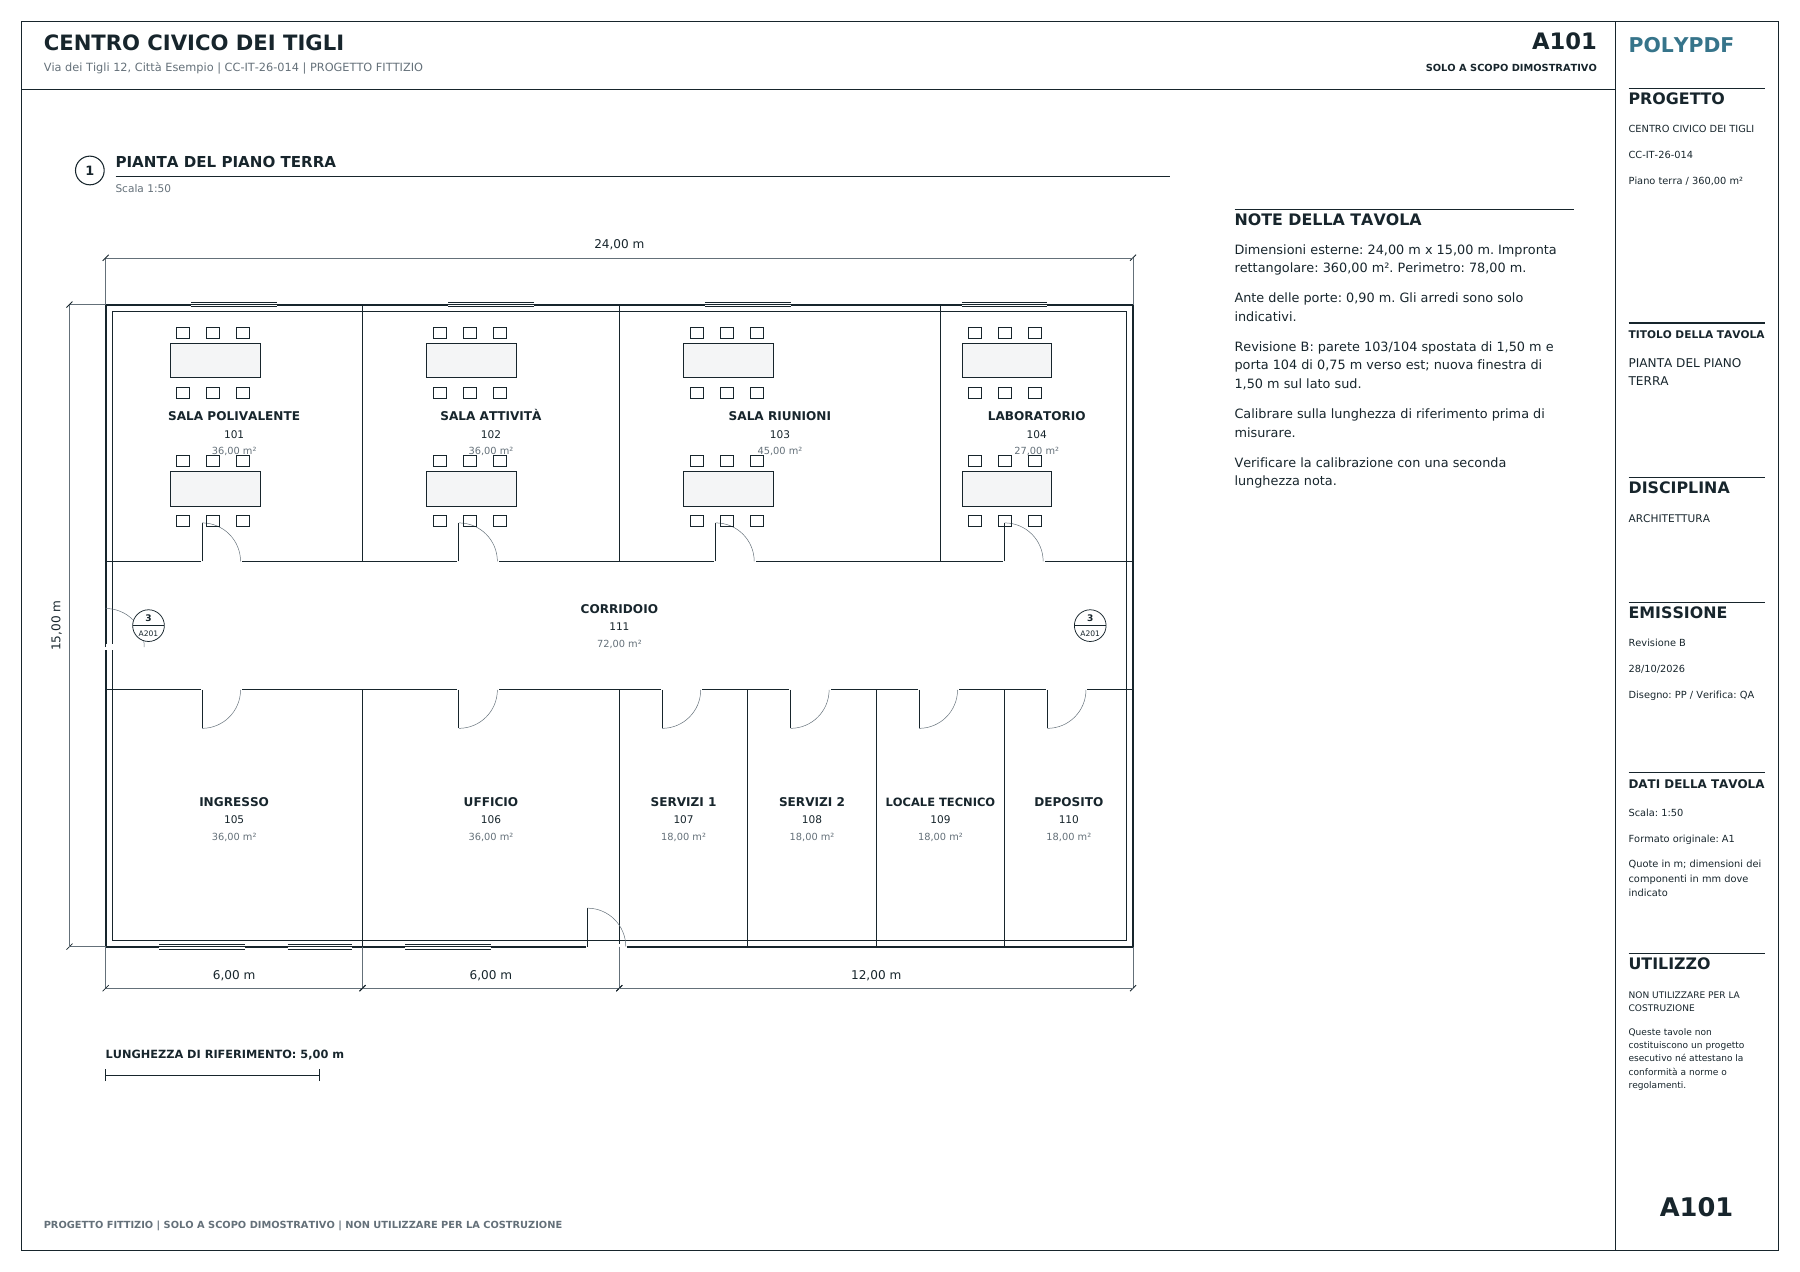 CENTRO CIVICO DEI TIGLI
Via dei Tigli 12, Città Esempio | CC-IT-26-014 | PROGETTO FITTIZIO
A101
SOLO A SCOPO DIMOSTRATIVO
1
PIANTA DEL PIANO TERRA
Scala 1:50
24,00 m
15,00 m
SALA POLIVALENTE
101
36,00 m²
SALA ATTIVITÀ
102
36,00 m²
SALA RIUNIONI
103
45,00 m²
LABORATORIO
104
27,00 m²
3
A201
CORRIDOIO
111
72,00 m²
3
A201
INGRESSO
105
36,00 m²
UFFICIO
106
36,00 m²
SERVIZI 1
107
18,00 m²
SERVIZI 2
108
18,00 m²
LOCALE TECNICO
109
18,00 m²
DEPOSITO
110
18,00 m²
6,00 m
6,00 m
12,00 m
LUNGHEZZA DI RIFERIMENTO: 5,00 m
NOTE DELLA TAVOLA
Dimensioni esterne: 24,00 m x 15,00 m. Impronta
rettangolare: 360,00 m². Perimetro: 78,00 m.
Ante delle porte: 0,90 m. Gli arredi sono solo
indicativi.
Revisione B: parete 103/104 spostata di 1,50 m e
porta 104 di 0,75 m verso est; nuova finestra di
1,50 m sul lato sud.
Calibrare sulla lunghezza di riferimento prima di
misurare.
Verificare la calibrazione con una seconda
lunghezza nota.
POLYPDF
PROGETTO
CENTRO CIVICO DEI TIGLI
CC-IT-26-014
Piano terra / 360,00 m²
TITOLO DELLA TAVOLA
PIANTA DEL PIANO
TERRA
DISCIPLINA
ARCHITETTURA
EMISSIONE
Revisione B
28/10/2026
Disegno: PP / Verifica: QA
DATI DELLA TAVOLA
Scala: 1:50
Formato originale: A1
Quote in m; dimensioni dei
componenti in mm dove
indicato
UTILIZZO
NON UTILIZZARE PER LA
COSTRUZIONE
Queste tavole non
costituiscono un progetto
esecutivo né attestano la
conformità a norme o
regolamenti.
A101
PROGETTO FITTIZIO | SOLO A SCOPO DIMOSTRATIVO | NON UTILIZZARE PER LA COSTRUZIONE